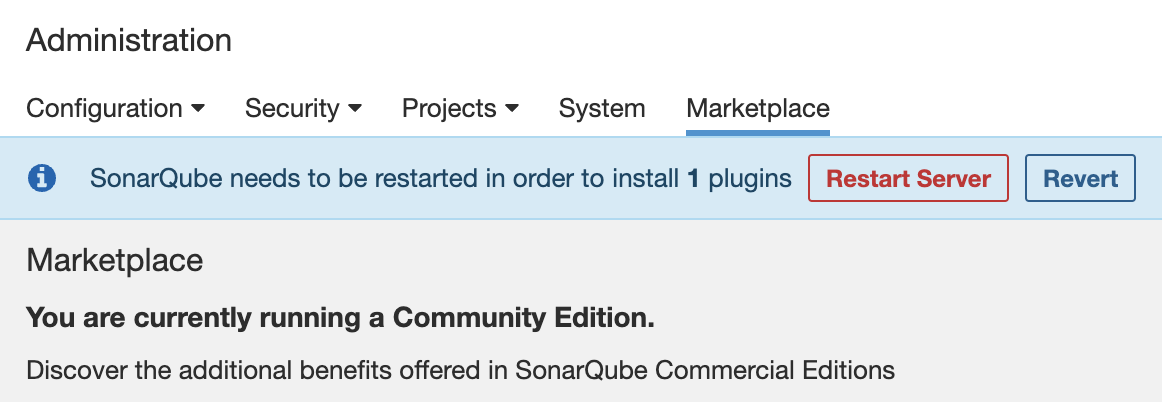 Administration
Configuration Security Projects System Marketplace
SonarQube needs to be restarted in order to install 1 plugins Restart Server Revert
Marketplace
You are currently running a Community Edition.
Discover the additional benefits offered in SonarQube Commercial Editions